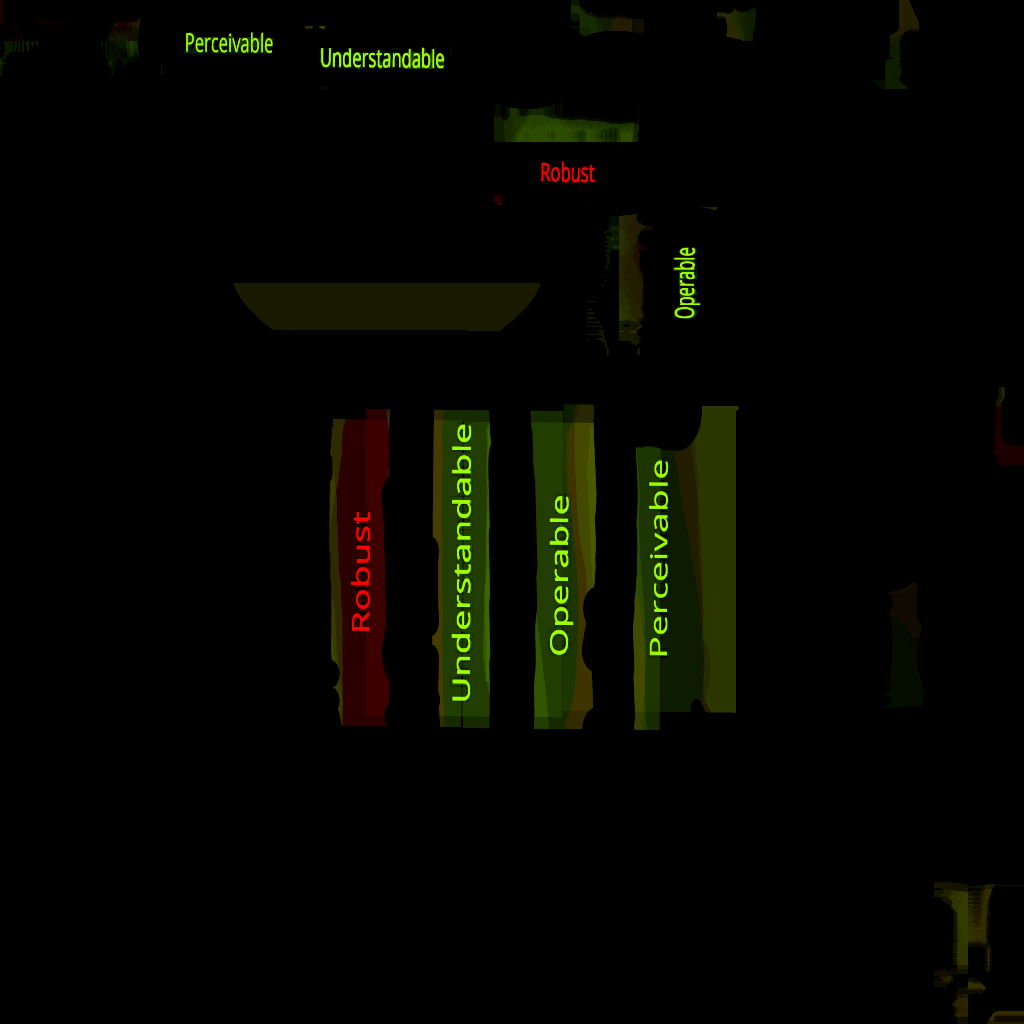 Perceivable
Understandable
Robust
Operable
Robust
Understandable
Operable
Perceivable